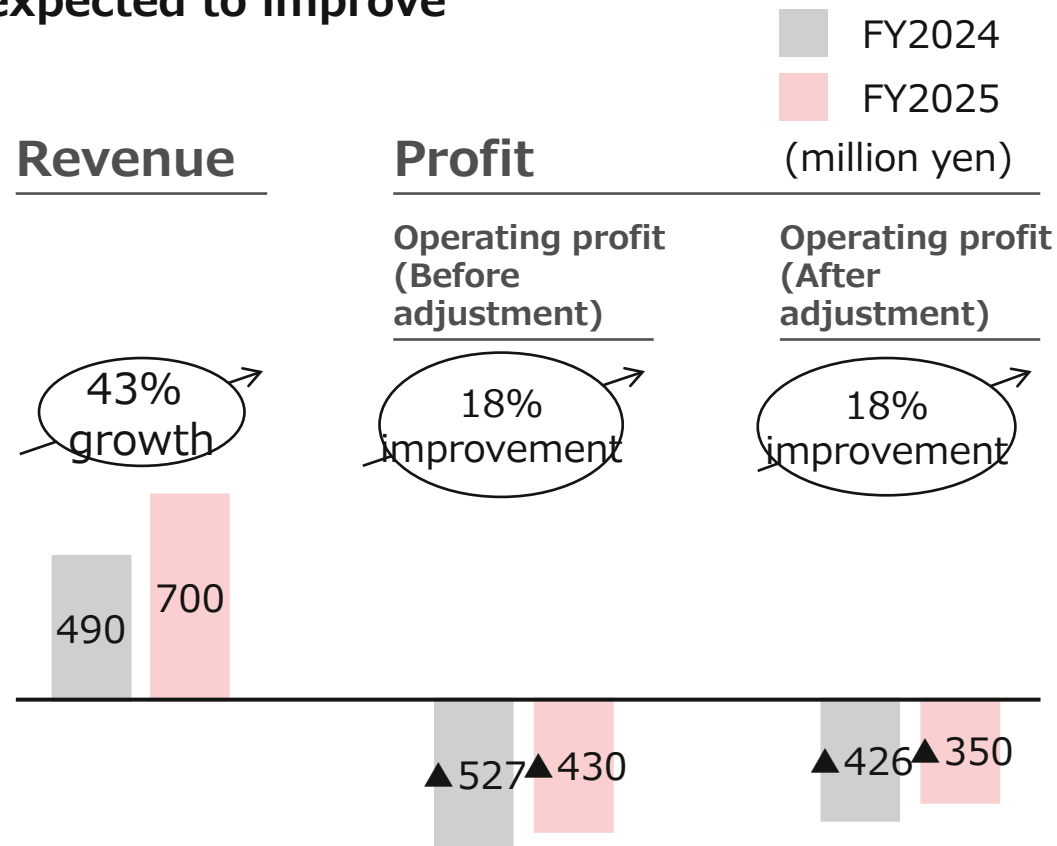 expected to improve
FY2024
FY2025
(million yen)
Revenue
Profit
Operating profit
(Before
adjustment)
Operating profit
(After
adjustment)
43%
growth
18%
improvement
18%
improvement
490
700
▲527
▲430
▲426
▲350